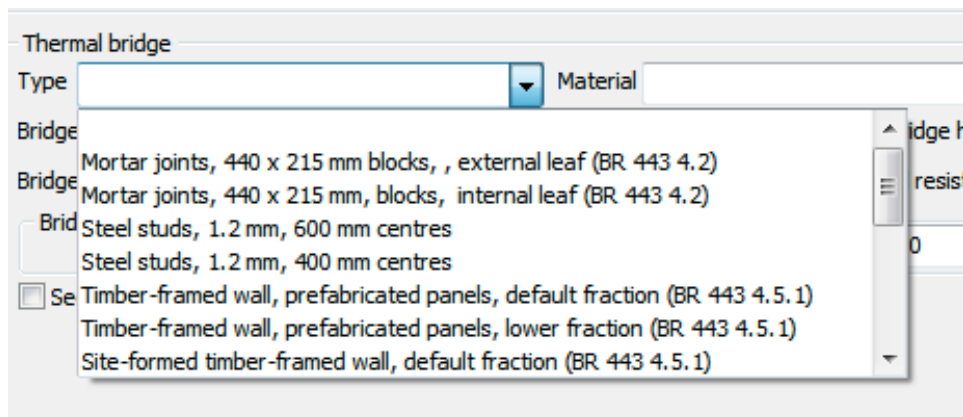 Thermal bridge
Type Material
Bridge idge h
Mortar joints, 440 x 215 mm blocks, , external leaf (BR 443 4.2)
Bridge resist
Mortar joints, 440 x 215 mm, blocks, internal leaf (BR 443 4.2)
Brid
Steel studs, 1.2 mm, 600 mm centres
0
Steel studs, 1.2 mm, 400 mm centres
Se
Timber-framed wall, prefabricated panels, default fraction (BR 443 4.5.1)
Timber-framed wall, prefabricated panels, lower fraction (BR 443 4.5.1)
Site-formed timber-framed wall, default fraction (BR 443 4.5.1)